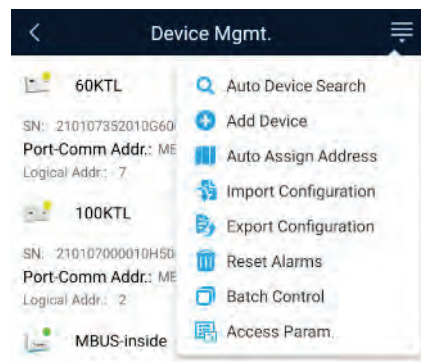 Device Mgmt.
60KTL
SN: 210107352010G60
Port-Comm Addr.: ME
Logical Addr.: 7
100KTL
SN: 210107000010H50
Port-Comm Addr.: ME
Logical Addr.: 2
MBUS-inside
Auto Device Search
Add Device
Auto Assign Address
Import Configuration
Export Configuration
Reset Alarms
Batch Control
Access Param.